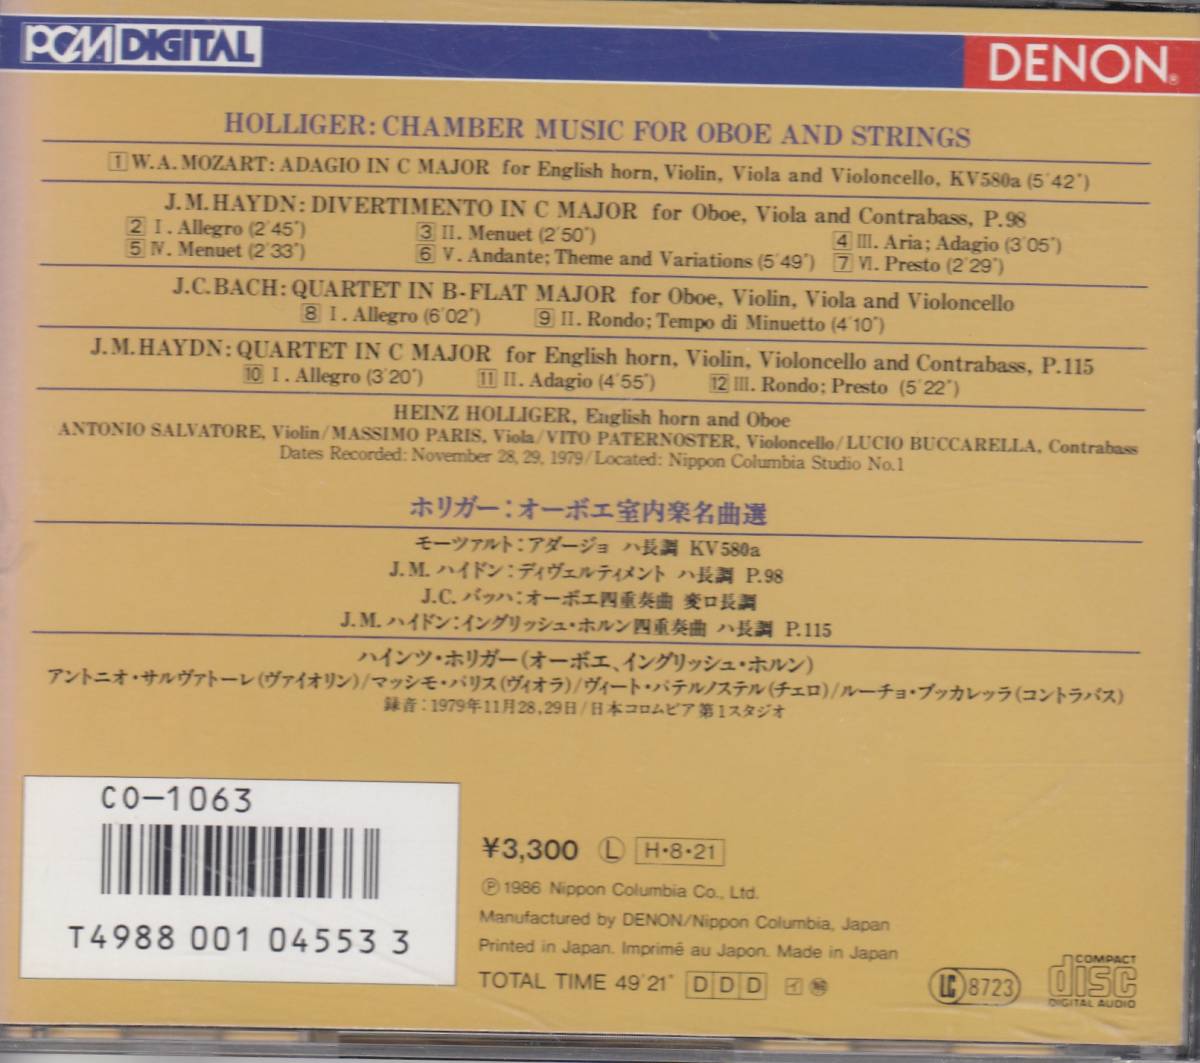 PCM DIGITAL
DENON®
HOLLIGER: CHAMBER MUSIC FOR OBOE AND STRINGS
1 W.A.MOZART: ADAGIO IN C MAJOR for English horn, Violin, Viola and Violoncello, KV580a (5′42″)
J.M.HAYDN: DIVERTIMENTO IN C MAJOR for Oboe, Viola and Contrabass, P.98
2 I. Allegro (2′45″) 3 II. Menuet (2′50″) 4 III. Aria; Adagio (3′05″)
5 IV. Menuet (2′33″) 6 V. Andante; Theme and Variations (5′49″) 7 VI. Presto (2′29″)
J.C.BACH: QUARTET IN B-FLAT MAJOR for Oboe, Violin, Viola and Violoncello
8 I. Allegro (6′02″) 9 II. Rondo; Tempo di Minuetto (4′10″)
J.M.HAYDN: QUARTET IN C MAJOR for English horn, Violin, Violoncello and Contrabass, P.115
10 I. Allegro (3′20″) 11 II. Adagio (4′55″) 12 III. Rondo; Presto (5′22″)
HEINZ HOLLIGER, English horn and Oboe
ANTONIO SALVATORE, Violin/MASSIMO PARIS, Viola/VITO PATERNOSTER, Violoncello/LUCIO BUCCARELLA, Contrabass
Dates Recorded: November 28, 29, 1979/Located: Nippon Columbia Studio No.1
ホリガー:オーボエ室内楽名曲選
モーツァルト:アダージョ ハ長調 KV580a
J.M.ハイドン:ディヴェルティメント ハ長調 P.98
J.C.バッハ:オーボエ四重奏曲 変ロ長調
J.M.ハイドン:イングリッシュ・ホルン四重奏曲 ハ長調 P.115
ハインツ・ホリガー(オーボエ、イングリッシュ・ホルン)
アントニオ・サルヴァトーレ(ヴァイオリン)/マッシモ・パリス(ヴィオラ)/ヴィート・パテルノステル(チェロ)/ルーチョ・ブッカレッラ(コントラバス)
録音:1979年11月28,29日/日本コロムビア第1スタジオ
CO-1063
T4988 001 04553 3
¥3,300 Ⓛ H・8・21
Ⓟ1986 Nippon Columbia Co., Ltd.
Manufactured by DENON/Nippon Columbia, Japan
Printed in Japan. Imprimé au Japon. Made in Japan
TOTAL TIME 49′21″ D D D イ
LC 8723
COMPACT disc DIGITAL AUDIO